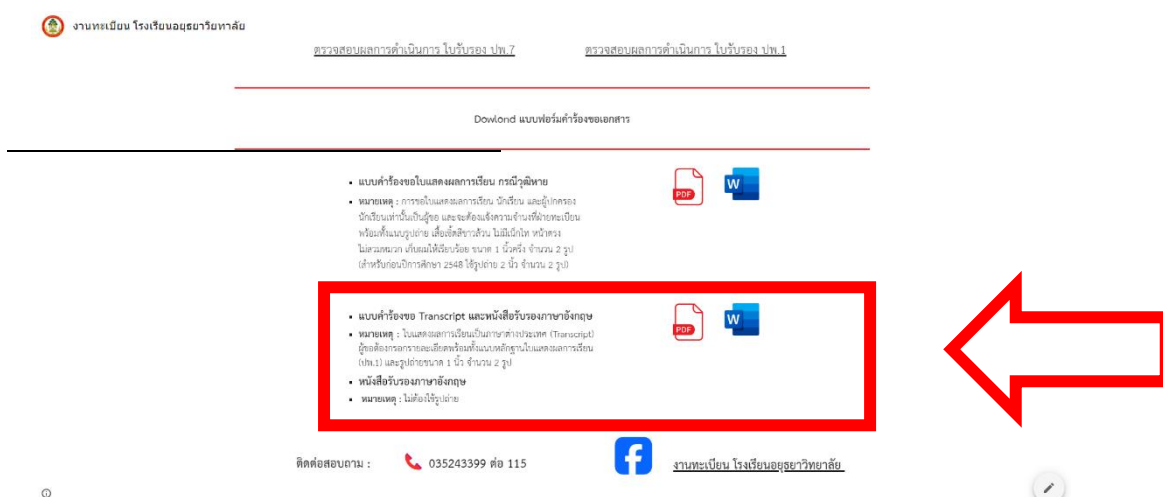 งานทะเบียน โรงเรียนอยุธยาวิทยาลัย
ตรวจสอบผลการดำเนินการ ใบรับรอง ปพ.7 ตรวจสอบผลการดำเนินการ ใบรับรอง ปพ.1
Dowlond แบบฟอร์มคำร้องขอเอกสาร
• แบบคำร้องขอใบแสดงผลการเรียน กรณีวุฒิหาย
• หมายเหตุ : การขอใบแสดงผลการเรียน นักเรียน และผู้ปกครอง
นักเรียนเท่านั้นเป็นผู้ขอ และจะต้องแจ้งความจำนงที่ฝ่ายทะเบียน
พร้อมทั้งแนบรูปถ่าย เสื้อเชิ้ตสีขาวล้วน ไม่มีเน็กไท หน้าตรง
ไม่สวมหมวก เก็บผมให้เรียบร้อย ขนาด 1 นิ้วครึ่ง จำนวน 2 รูป
(สำหรับก่อนปีการศึกษา 2548 ใช้รูปถ่าย 2 นิ้ว จำนวน 2 รูป)
PDF W
• แบบคำร้องขอ Transcript และหนังสือรับรองภาษาอังกฤษ
• หมายเหตุ : ใบแสดงผลการเรียนเป็นภาษาต่างประเทศ (Transcript)
ผู้ขอต้องกรอกรายละเอียดพร้อมทั้งแนบหลักฐานใบแสดงผลการเรียน
(ปพ.1) และรูปถ่ายขนาด 1 นิ้ว จำนวน 2 รูป
• หนังสือรับรองภาษาอังกฤษ
• หมายเหตุ : ไม่ต้องใช้รูปถ่าย
PDF W
ติดต่อสอบถาม : 035243399 ต่อ 115 งานทะเบียน โรงเรียนอยุธยาวิทยาลัย